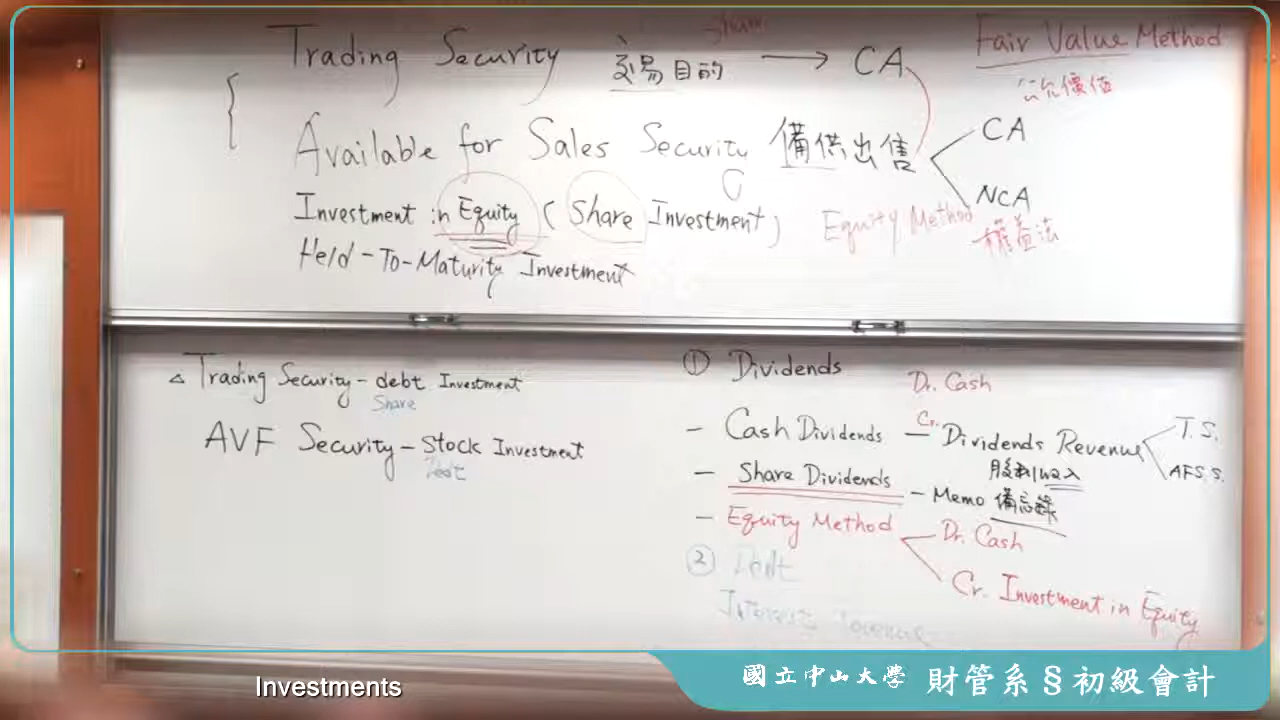 Share
Trading Security 交易目的 → CA
Fair Value Method
公允價值
Available for Sales Security 備供出售
CA
NCA
Investment in Equity (Share Investment)
Equity Method
權益法
Held-To-Maturity Investment
△ Trading Security - debt Investment
Share
AVF Security - Stock Investment
Debt
① Dividends
Dr. Cash
- Cash Dividends - Cr. Dividends Revenue
T.S.
AFS.S.
股利收入
- Share Dividends - Memo 備忘錄
- Equity Method
Dr. Cash
Cr. Investment in Equity
② Debt
Interest revenue
Investments
國立中山大學 財管系§初級會計